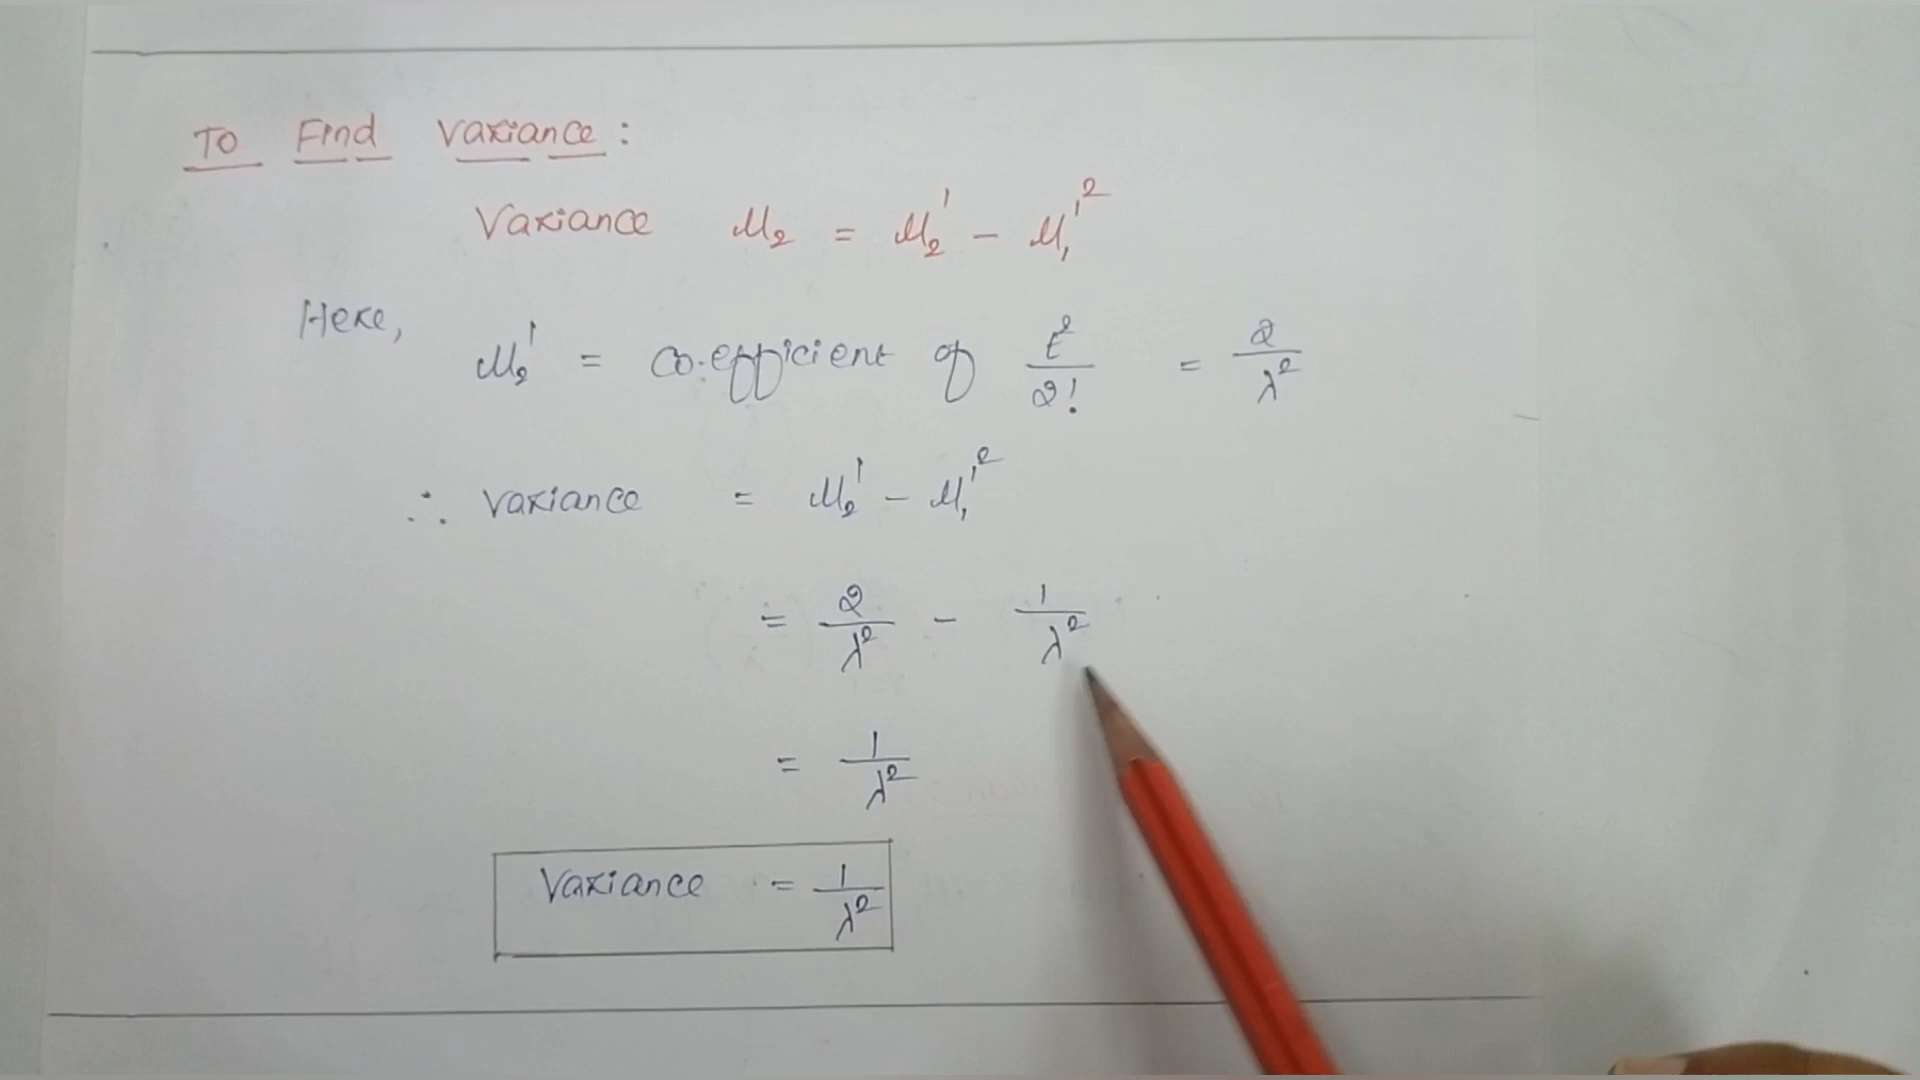 To Find Variance:
Variance μ₂ = μ₂' - μ₁'²
Here,
μ₂' = co.efficient of t²/2! = 2/λ²
∴ Variance = μ₂' - μ₁'²
= 2/λ² - 1/λ²
= 1/λ²
Variance = 1/λ²